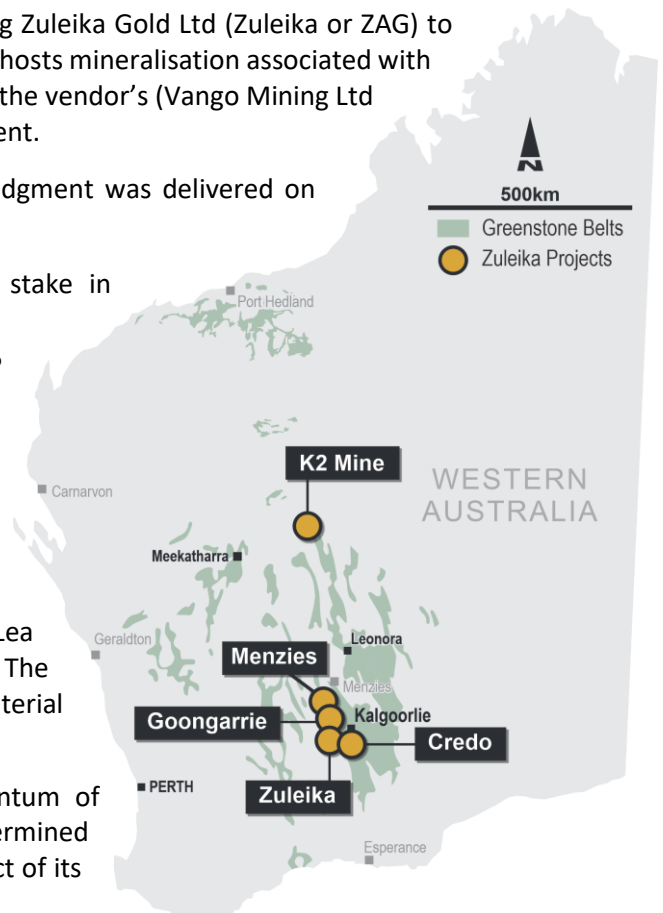 g Zuleika Gold Ltd (Zuleika or ZAG) to
hosts mineralisation associated with
the vendor's (Vango Mining Ltd
ent.
dgment was delivered on
stake in
N
500km
Greenstone Belts
Zuleika Projects
Port Hedland
K2 Mine
WESTERN
AUSTRALIA
Carnarvon
Meekatharra
Lea
The
terial
Geraldton
Leonora
Menzies
Menzies
Kalgoorlie
Goongarrie
Credo
Zuleika
PERTH
ntum of
ermined
ct of its
Esperance